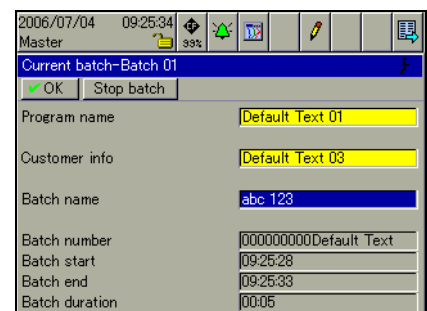 2006/07/04 09:25:34
Master 99%
Current batch-Batch 01
OK Stop batch
Program name Default Text 01
Customer info Default Text 03
Batch name abc 123
Batch number 000000000Default Text
Batch start 09:25:28
Batch end 09:25:33
Batch duration 00:05